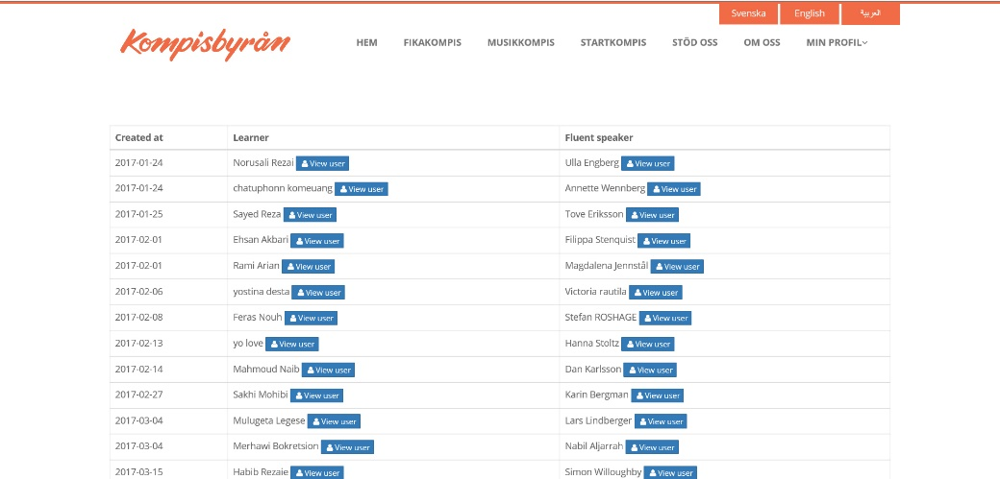 Svenska English العربية
Kompisbyrån HEM FIKAKOMPIS MUSIKKOMPIS STARTKOMPIS STÖD OSS OM OSS MIN PROFIL
Created at Learner Fluent speaker
2017-01-24 Norusali Rezai View user Ulla Engberg View user
2017-01-24 chatuphonn komeuang View user Annette Wennberg View user
2017-01-25 Sayed Reza View user Tove Eriksson View user
2017-02-01 Ehsan Akbari View user Filippa Stenquist View user
2017-02-01 Rami Arian View user Magdalena Jennstål View user
2017-02-06 yostina desta View user Victoria rautila View user
2017-02-08 Feras Nouh View user Stefan ROSHAGE View user
2017-02-13 yo love View user Hanna Stoltz View user
2017-02-14 Mahmoud Naib View user Dan Karlsson View user
2017-02-27 Sakhi Mohibi View user Karin Bergman View user
2017-03-04 Mulugeta Legese View user Lars Lindberger View user
2017-03-04 Merhawi Bokretsion View user Nabil Aljarrah View user
2017-03-15 Habib Rezaie View user Simon Willoughby View user